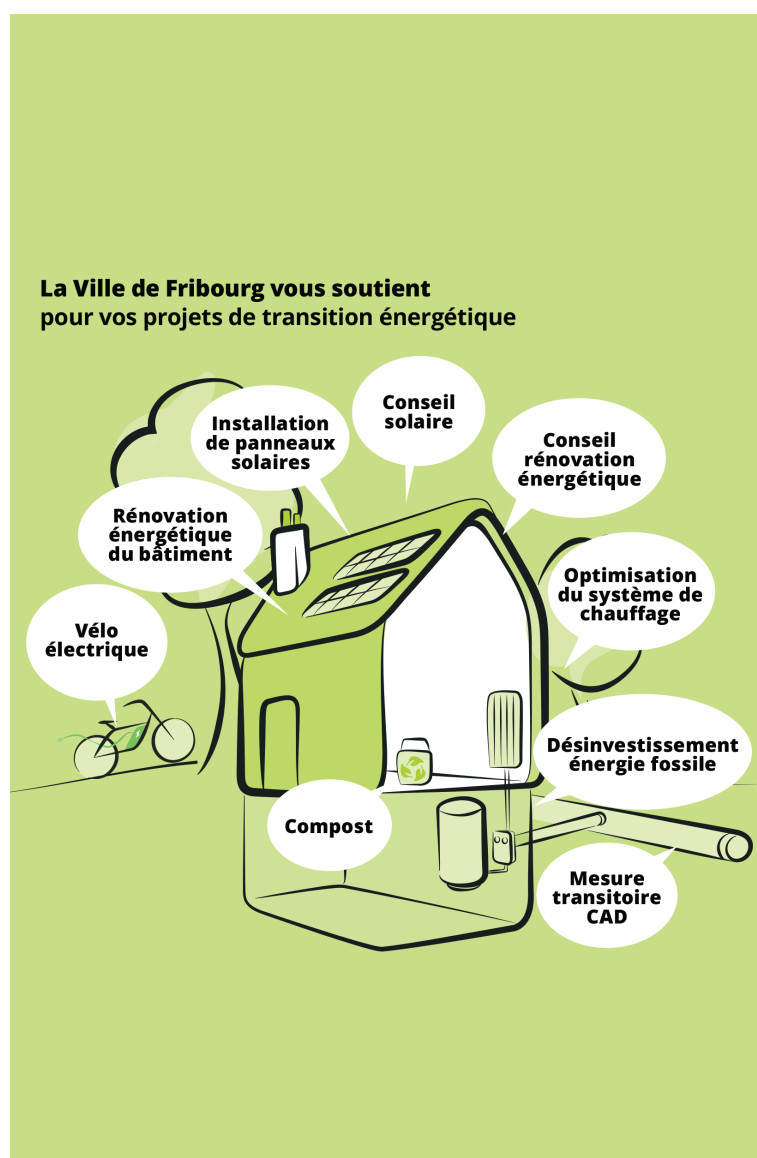 La Ville de Fribourg vous soutient
pour vos projets de transition énergétique
Conseil
solaire
Installation
de panneaux
solaires
Conseil
rénovation
énergétique
Rénovation
énergétique
du bâtiment
Optimisation
du système de
chauffage
Vélo
électrique
Désinvestissement
énergie fossile
Compost
Mesure
transitoire
CAD